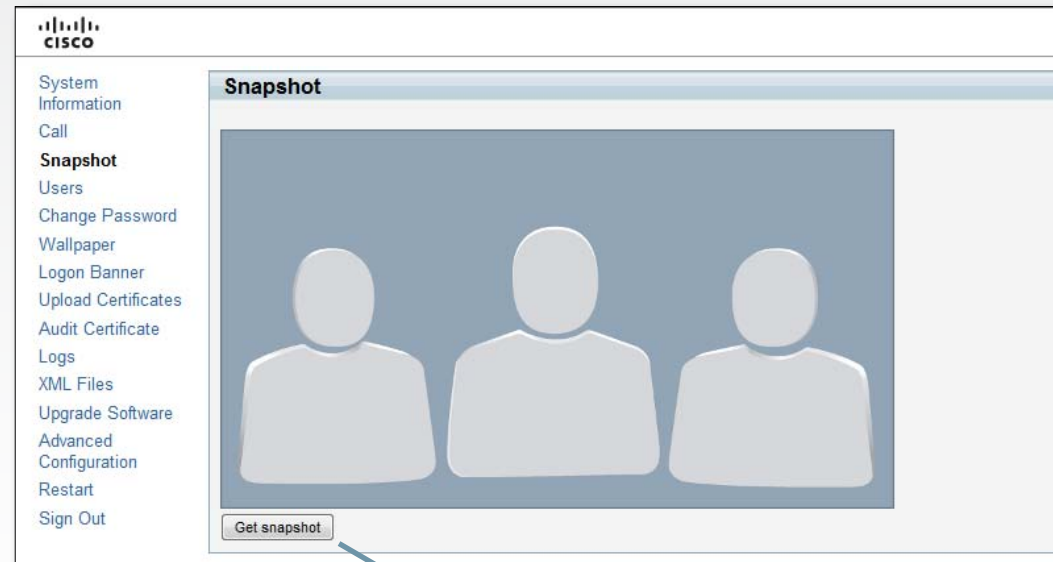 CISCO
System
Information
Call
Snapshot
Users
Change Password
Wallpaper
Logon Banner
Upload Certificates
Audit Certificate
Logs
XML Files
Upgrade Software
Advanced
Configuration
Restart
Sign Out
Snapshot
Get snapshot